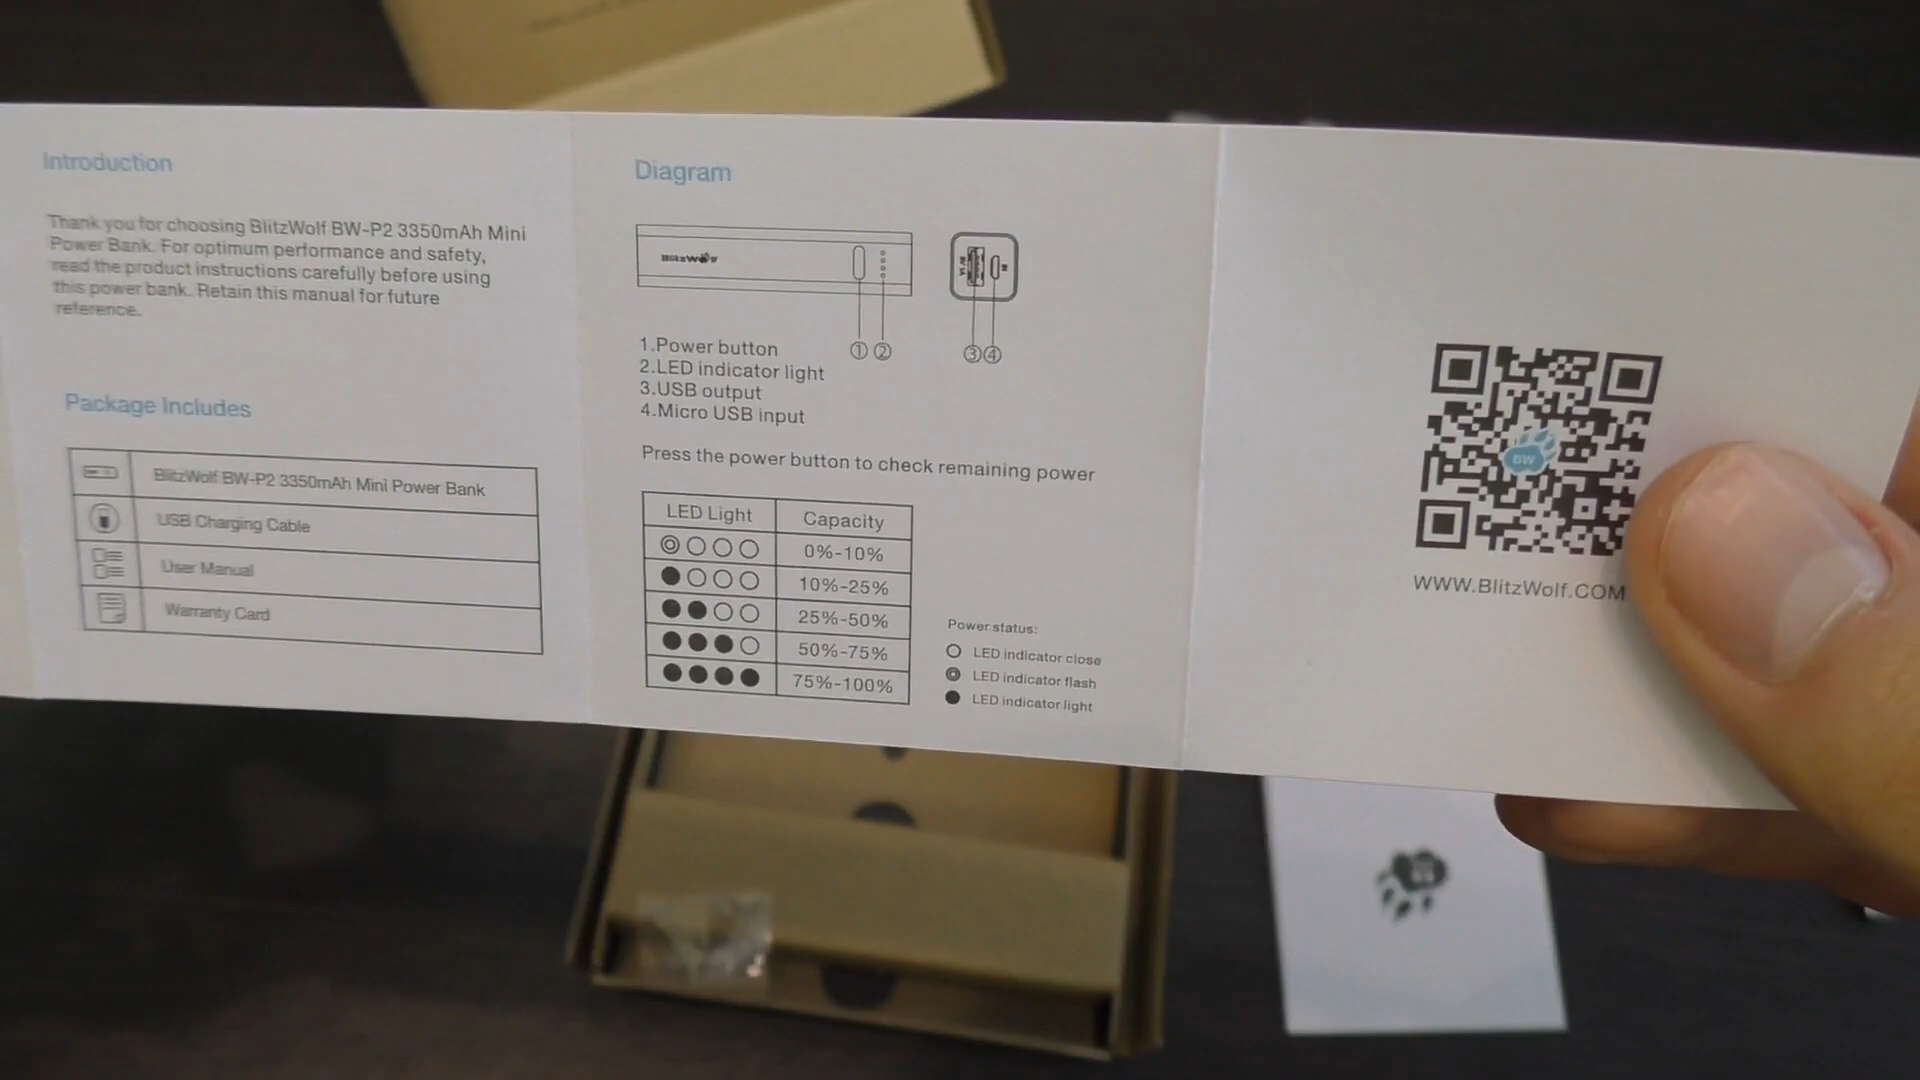 Introduction
Thank you for choosing BlitzWolf BW-P2 3350mAh Mini
Power Bank. For optimum performance and safety,
read the product instructions carefully before using
this power bank. Retain this manual for future
reference.
Package Includes
BlitzWolf BW-P2 3350mAh Mini Power Bank
USB Charging Cable
User Manual
Warranty Card
Diagram
BlitzWolf
① ② ③ ④
1.Power button
2.LED indicator light
3.USB output
4.Micro USB input
Press the power button to check remaining power
LED Light Capacity
0%-10%
10%-25%
25%-50%
50%-75%
75%-100%
Power status:
LED indicator close
LED indicator flash
LED indicator light
BW
WWW.BlitzWolf.COM